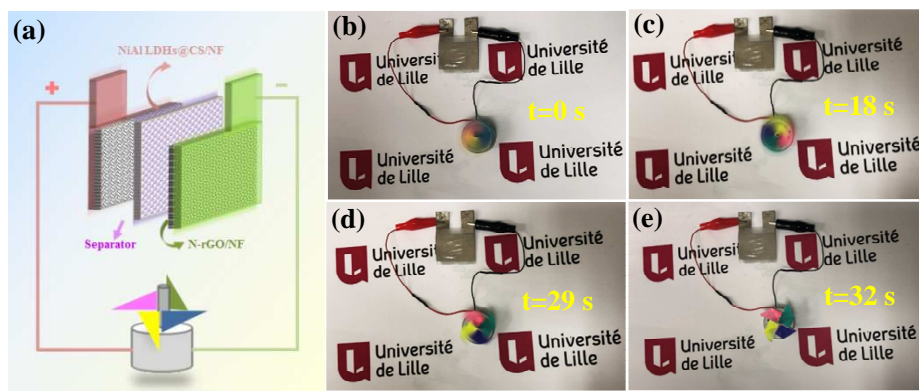 (a)
NiAl LDHs@CS/NF
+
−
Separator
N-rGO/NF
(b)
Université
de Lille
Université
de Lille
t=0 s
Université
de Lille
Université
de Lille
(c)
Université
de Lille
Université
de Lille
t=18 s
Université
de Lille
Université
de Lille
(d)
Université
de Lille
Université
de Lille
t=29 s
Université
de Lille
Université
de Lille
(e)
Université
de Lille
Université
de Lille
t=32 s
Université
de Lille
Université
de Lille